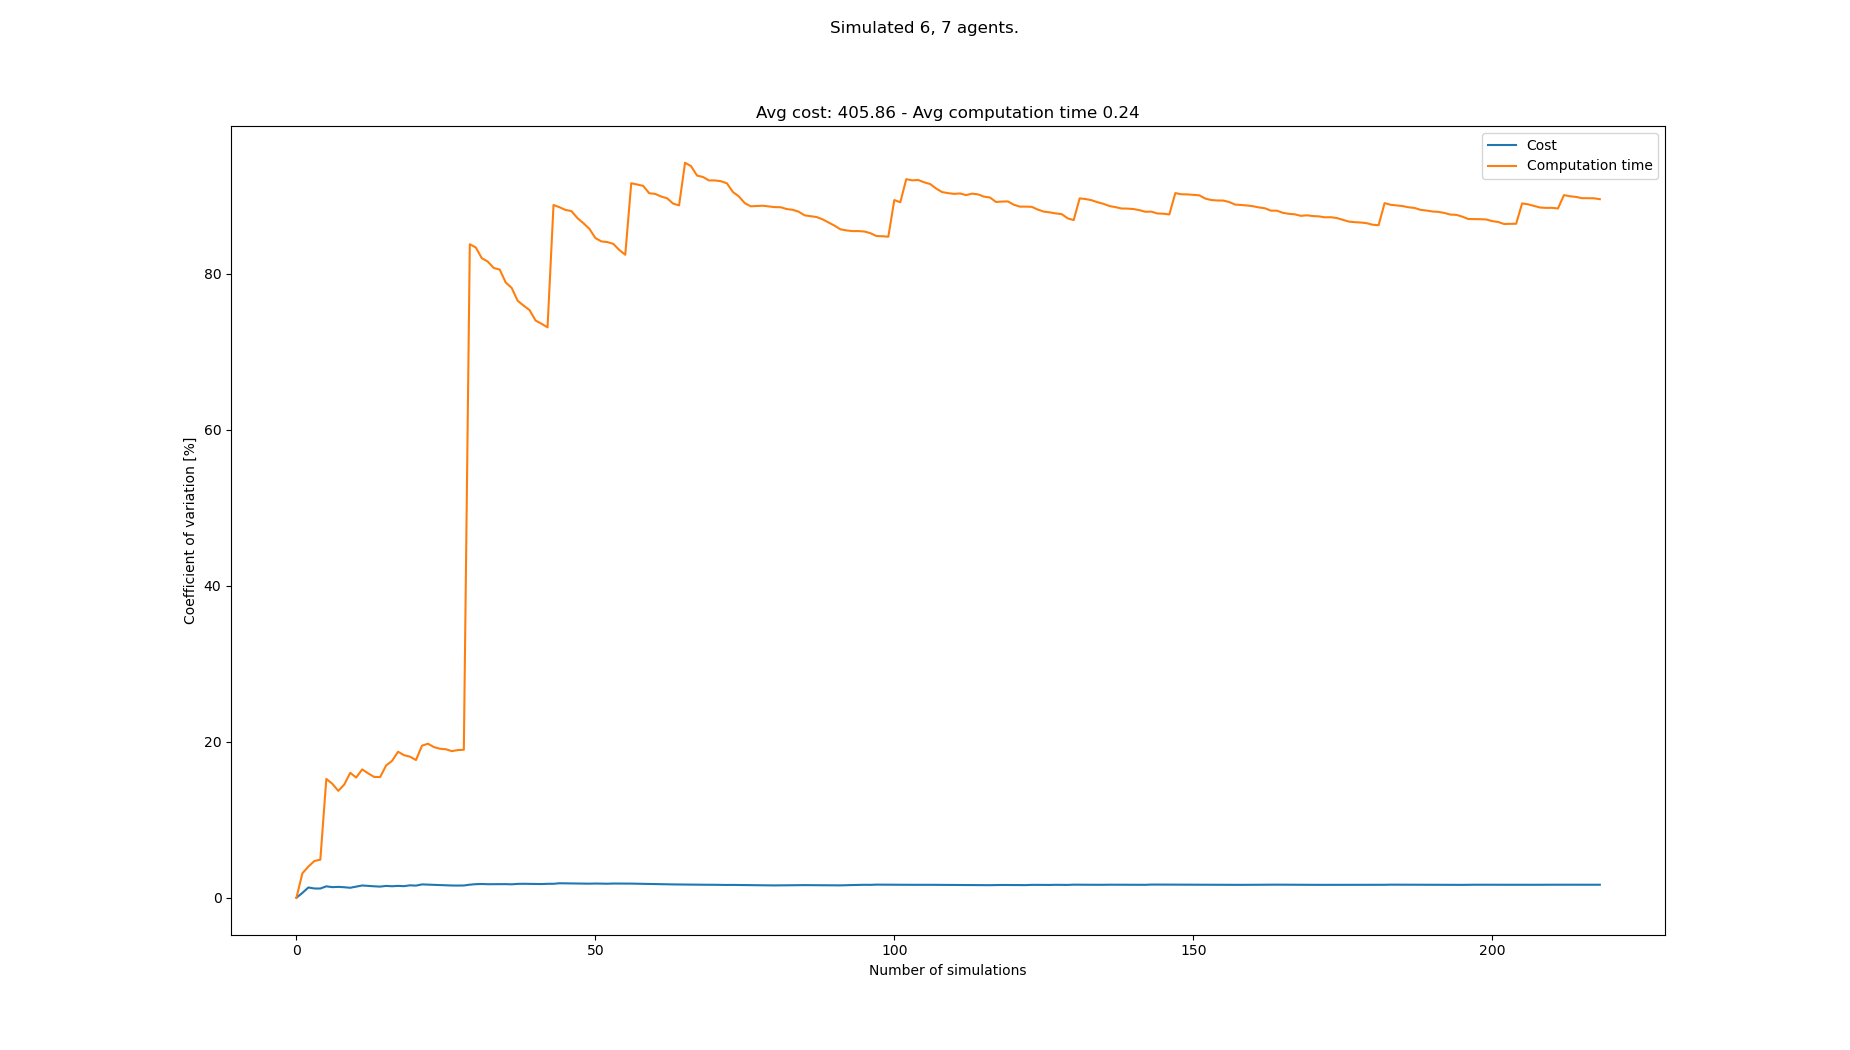 Simulated 6, 7 agents.
Avg cost: 405.86 - Avg computation time 0.24
Cost
Computation time
Coefficient of variation [%]
80
60
40
20
0
0 50 100 150 200
Number of simulations